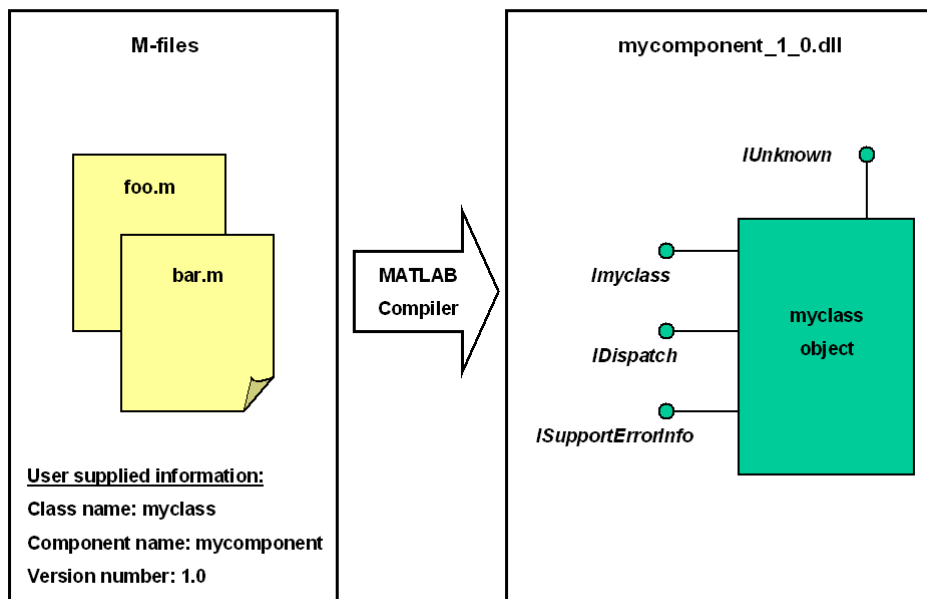 M-files
foo.m
bar.m
User supplied information:
Class name: myclass
Component name: mycomponent
Version number: 1.0
MATLAB
Compiler
mycomponent_1_0.dll
IUnknown
Imyclass
IDispatch
ISupportErrorInfo
myclass
object